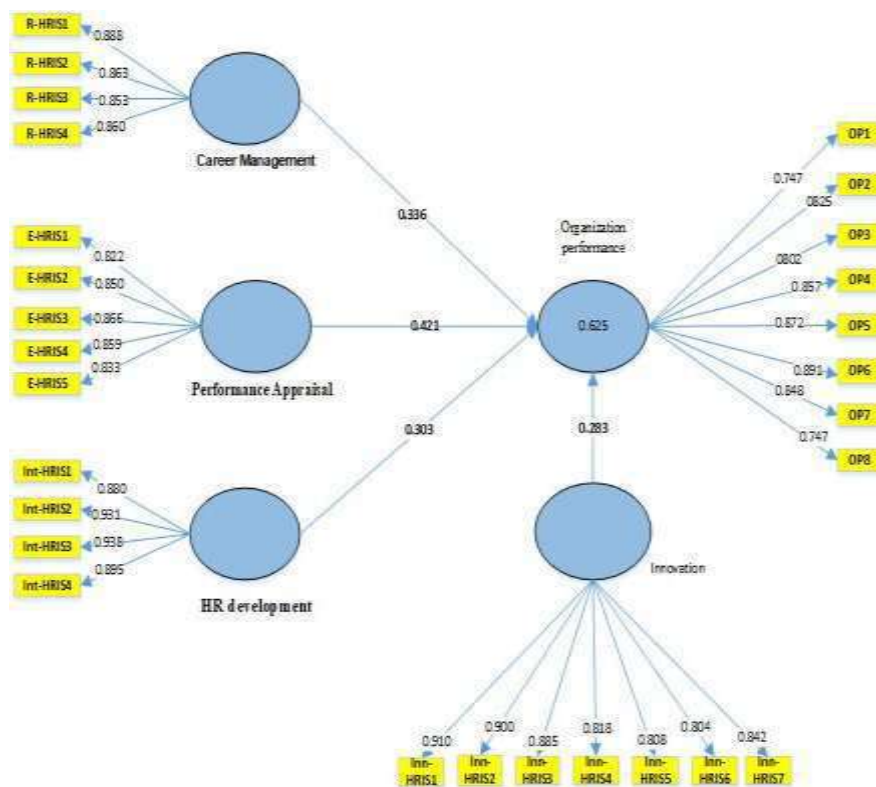 R-HRIS1
0.888
R-HRIS2
0.863
R-HRIS3
0.853
R-HRIS4
0.860
Career Management
0.336
E-HRIS1
0.822
E-HRIS2
0.850
E-HRIS3
0.866
E-HRIS4
0.859
E-HRIS5
0.833
Performance Appraisal
0.421
Int-HRIS1
0.880
Int-HRIS2
0.931
Int-HRIS3
0.938
Int-HRIS4
0.895
HR development
0.303
Organization
performance
0.625
OP1
0.747
OP2
0825
OP3
0802
OP4
0.857
OP5
0.872
OP6
0.891
OP7
0.848
OP8
0.747
0.283
Innovation
0.910
0.900
0.885
0.818
0.808
0.804
0.842
Inn-
HRIS1
Inn-
HRIS2
Inn-
HRIS3
Inn-
HRIS4
Inn-
HRIS5
Inn-
HRIS6
Inn-
HRIS7